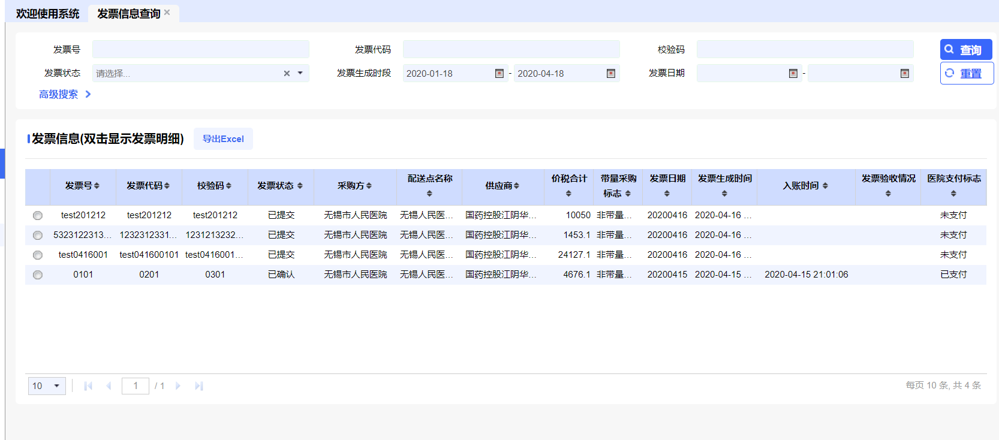 欢迎使用系统 发票信息查询
发票号 发票代码 校验码 查询
发票状态 请选择... 发票生成时段 2020-01-18 - 2020-04-18 发票日期 - 重置
高级搜索
发票信息(双击显示发票明细) 导出Excel
发票号 发票代码 校验码 发票状态 采购方 配送点名称 供应商 价税合计 带量采购标志 发票日期 发票生成时间 入账时间 发票验收情况 医院支付标志
test201212 test201212 test201212 已提交 无锡市人民医院 无锡人民医... 国药控股江阴华... 10050 非带量... 20200416 2020-04-16 ... 未支付
5323122313... 1232312331... 1231213232... 已提交 无锡市人民医院 无锡人民医... 国药控股江阴华... 1453.1 非带量... 20200416 2020-04-16 ... 未支付
test0416001 test041600101 test0416001... 已提交 无锡市人民医院 无锡人民医... 国药控股江阴华... 24127.1 非带量... 20200416 2020-04-16 ... 未支付
0101 0201 0301 已确认 无锡市人民医院 无锡人民医... 国药控股江阴华... 4676.1 非带量... 20200415 2020-04-15 ... 2020-04-15 21:01:06 已支付
10 1 / 1 每页 10 条, 共 4 条